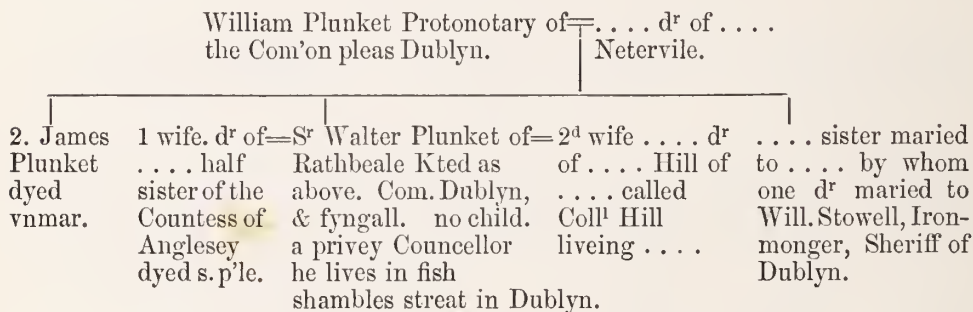 William Plunket Protonotary of=. . . . dʳ of . . . .
the Com'on pleas Dublyn. Netervile.
2. James
Plunket
dyed
vnmar.
1 wife. dʳ of=
. . . . half
sister of the
Countess of
Anglesey
dyed s. p'le.
Sʳ Walter Plunket of=
Rathbeale Kted as
above. Com. Dublyn,
& fyngall. no child.
a privey Councellor
he lives in fish
shambles streat in Dublyn.
2ᵈ wife . . . . dʳ
of . . . . Hill of
. . . . called
Collˡ Hill
liveing . . . .
. . . . sister maried
to . . . . by whom
one dʳ maried to
Will. Stowell, Iron-
monger, Sheriff of
Dublyn.